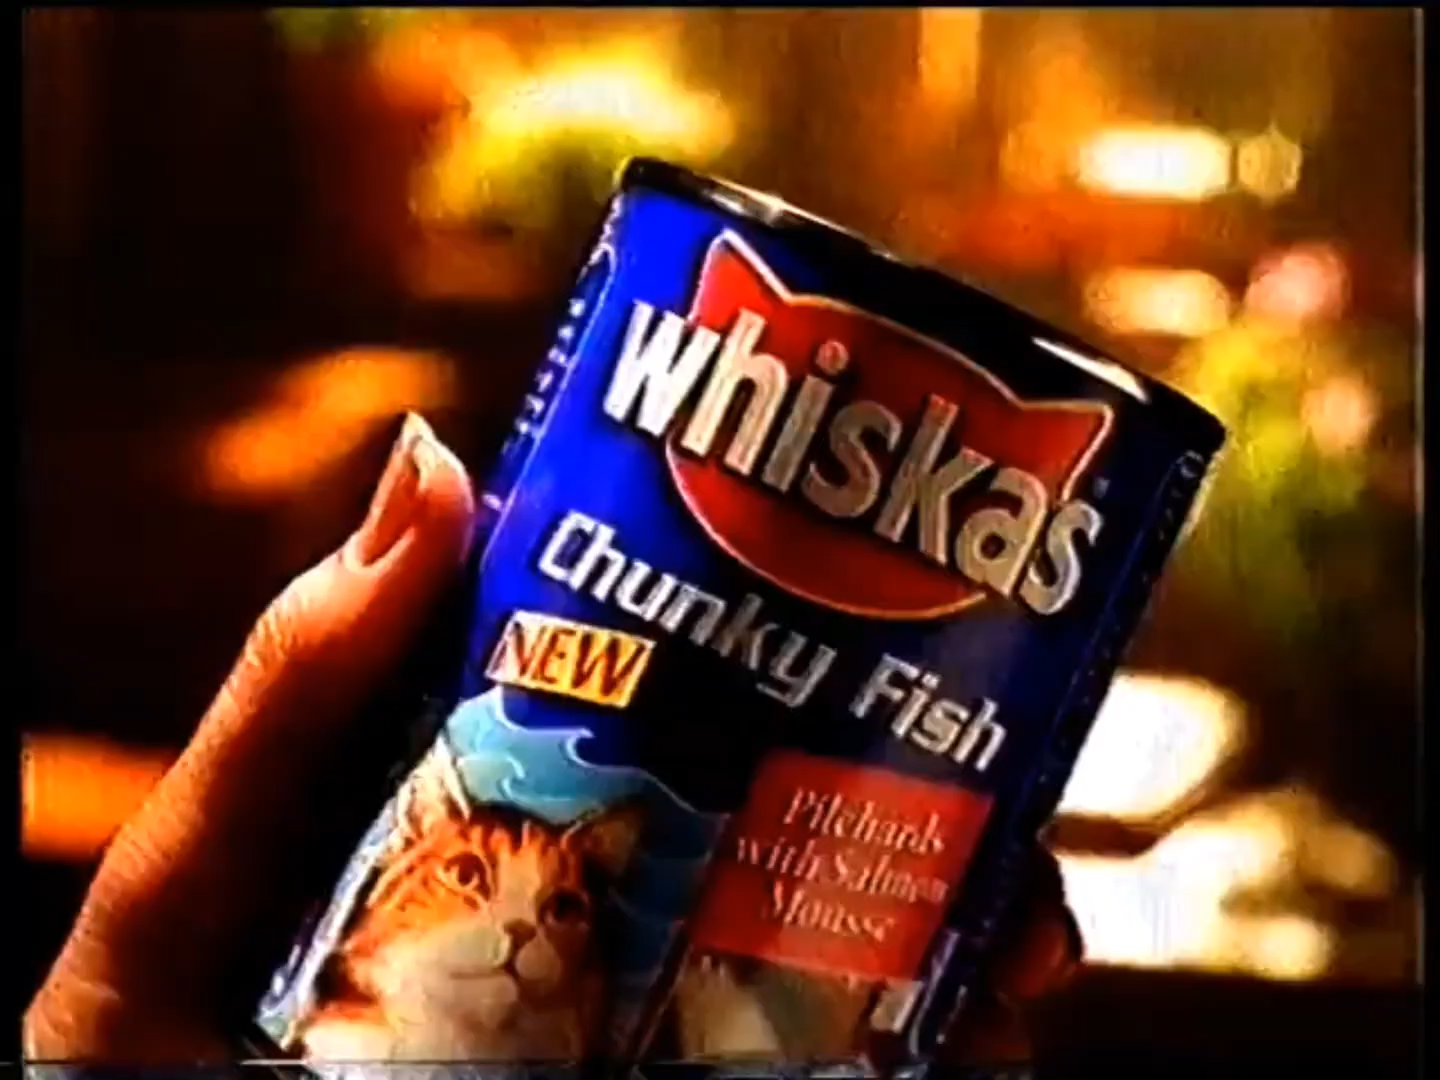 whiskas
Chunky Fish
NEW
Pilchards
with Salmon
Mousse